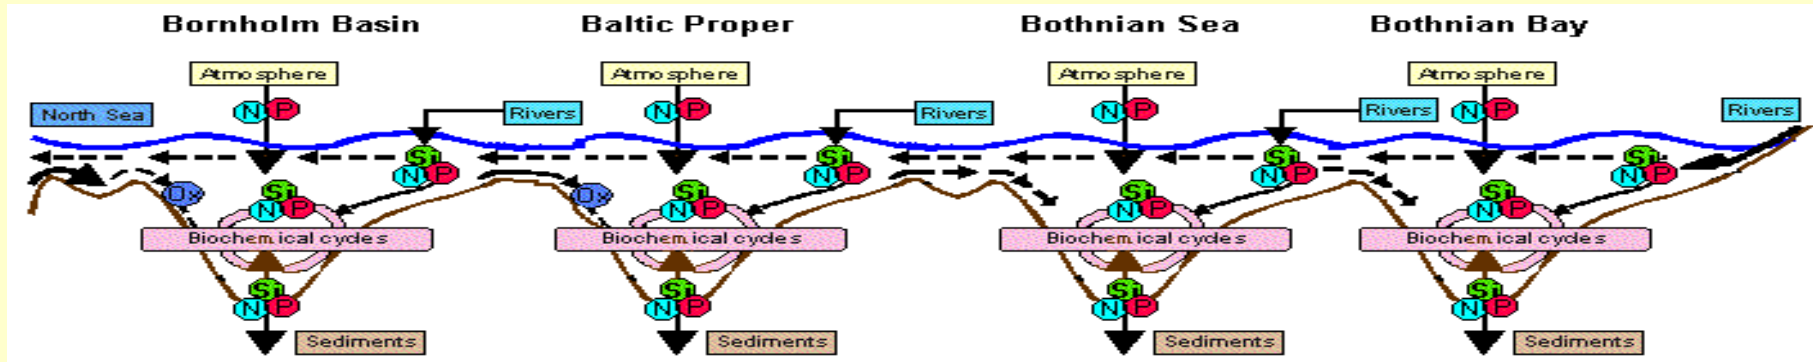 Bornholm Basin
Baltic Proper
Bothnian Sea
Bothnian Bay
Atmosphere
Atmosphere
Atmosphere
Atmosphere
North Sea
N P
Rivers
N P
Rivers
N P
Rivers
N P
Rivers
Si
N P
Si
N P
Si
N P
Si
N P
Ox
Si
N P
Ox
Si
N P
Si
N P
Si
N P
Biochemical cycles
Biochemical cycles
Biochemical cycles
Biochemical cycles
Si
N P
Si
N P
Si
N P
Si
N P
Sediments
Sediments
Sediments
Sediments